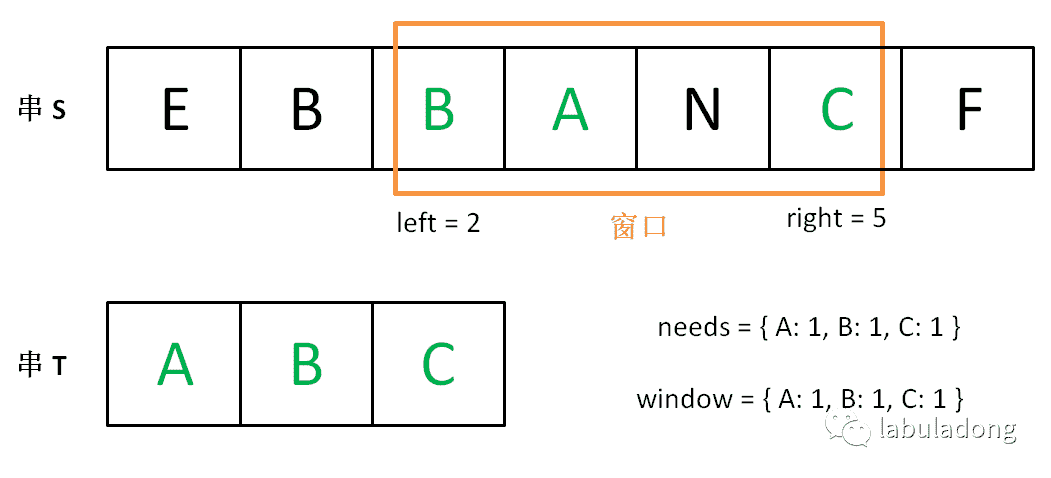 串 S E B B A N C F
left = 2 窗口 right = 5
串 T A B C
needs = { A: 1, B: 1, C: 1 }
window = { A: 1, B: 1, C: 1 }
labuladong